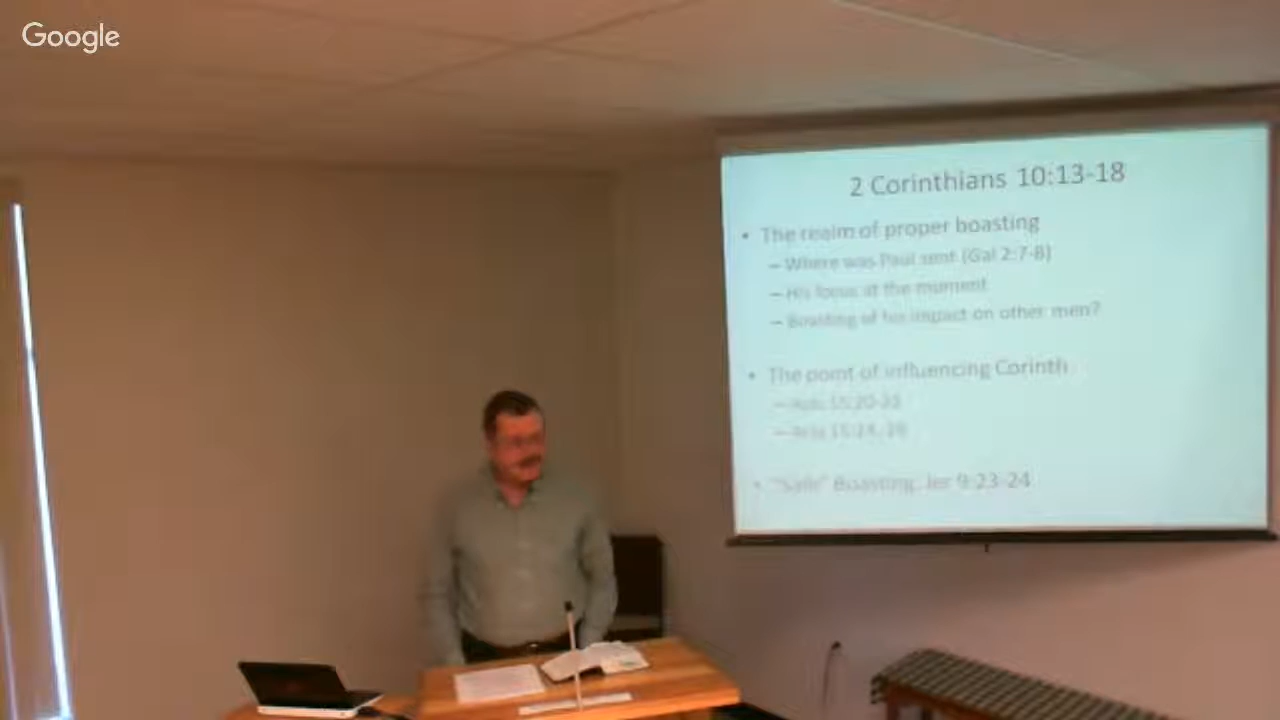 Google
2 Corinthians 10:13-18
• The realm of proper boasting
– Where was Paul sent (Gal 2:7-8)
– His focus at the moment
– Boasting of his impact on other men?
• The point of influencing Corinth
– Acts
– Acts
• "Safe" Boasting, Jer 9:23-24